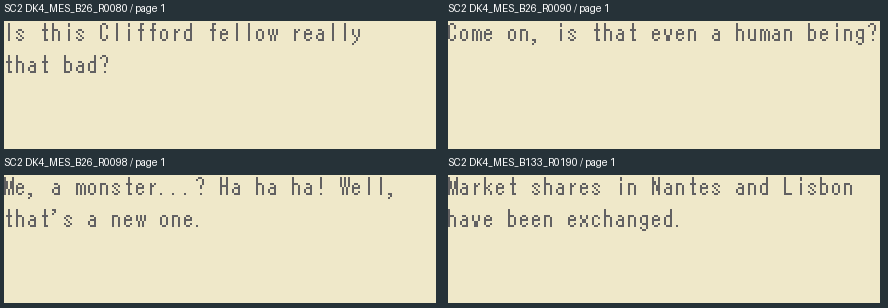 SC2 DK4_MES_B26_R0080 / page 1
Is this Clifford fellow really
that bad?
SC2 DK4_MES_B26_R0090 / page 1
Come on, is that even a human being?
SC2 DK4_MES_B26_R0098 / page 1
Me, a monster...? Ha ha ha! Well,
that's a new one.
SC2 DK4_MES_B133_R0190 / page 1
Market shares in Nantes and Lisbon
have been exchanged.